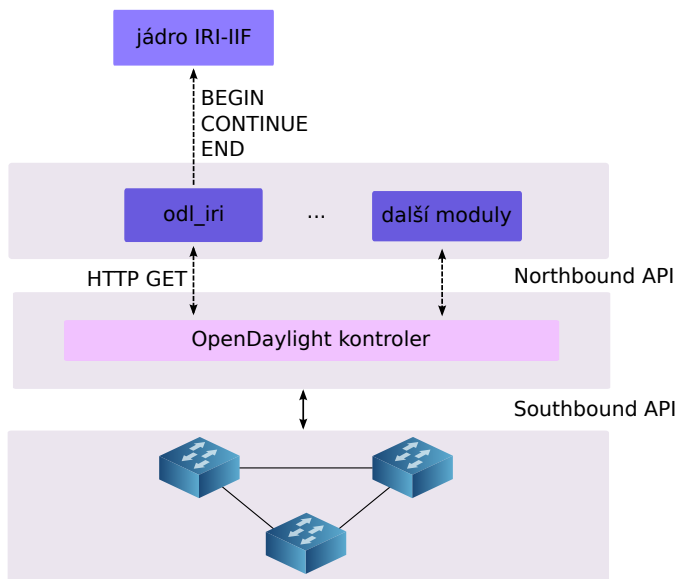 jádro IRI-IIF
BEGIN
CONTINUE
END
odl_iri
...
další moduly
HTTP GET
Northbound API
OpenDaylight kontroler
Southbound API